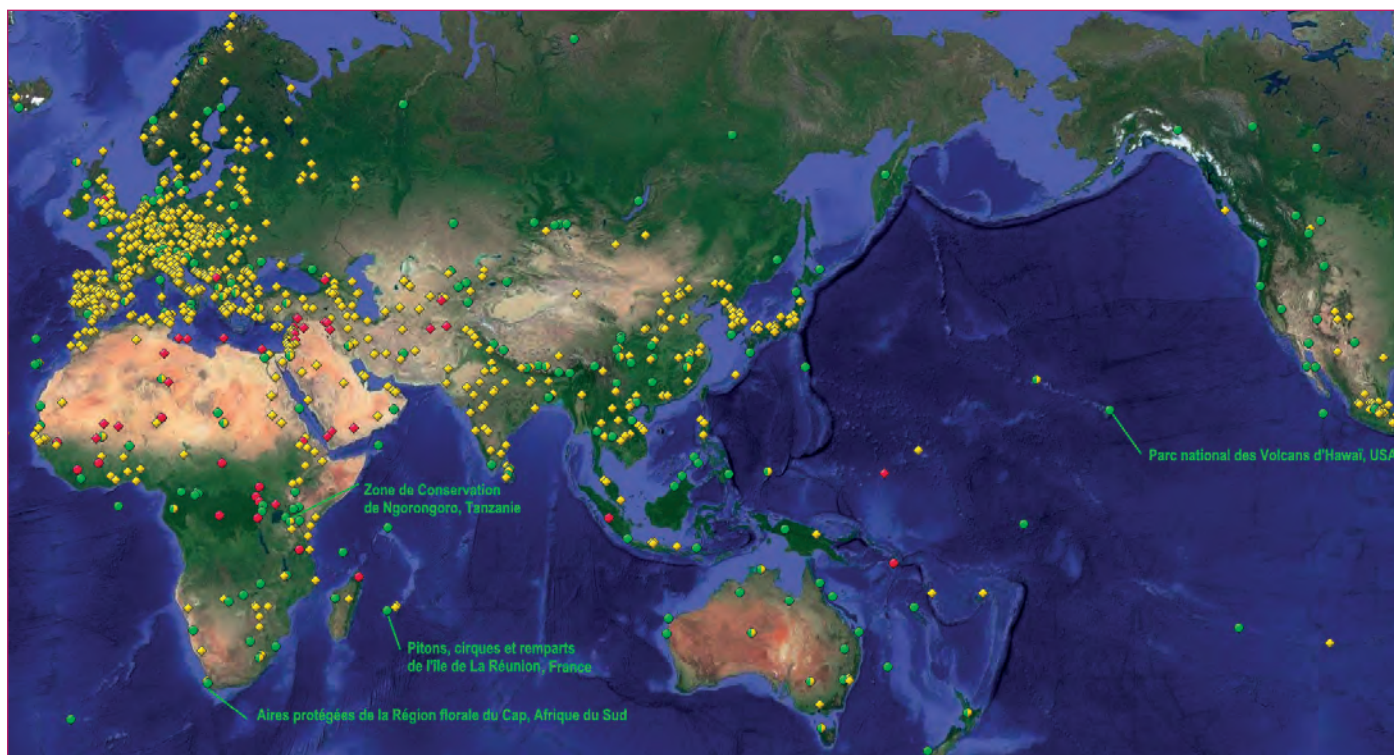 Parc national des Volcans d'Hawaï, USA
Zone de Conservation
de Ngorongoro, Tanzanie
Pitons, cirques et remparts
de l'île de La Réunion, France
Aires protégées de la Région florale du Cap, Afrique du Sud